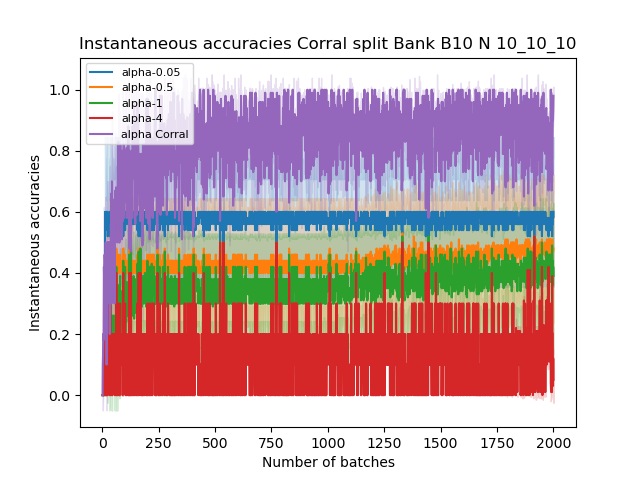 Instantaneous accuracies Corral split Bank B10 N 10_10_10
alpha-0.05
alpha-0.5
alpha-1
alpha-4
alpha Corral
1.0
0.8
0.6
0.4
0.2
0.0
Instantaneous accuracies
0 250 500 750 1000 1250 1500 1750 2000
Number of batches